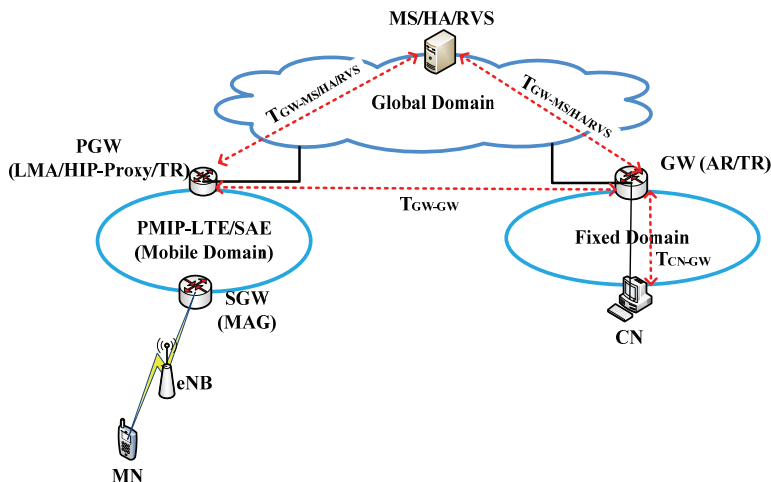 MS/HA/RVS
TGW-MS/HA/RVS
TGW-MS/HA/RVS
Global Domain
PGW
(LMA/HIP-Proxy/TR)
GW (AR/TR)
TGW-GW
PMIP-LTE/SAE
(Mobile Domain)
Fixed Domain
TCN-GW
SGW
(MAG)
CN
eNB
MN